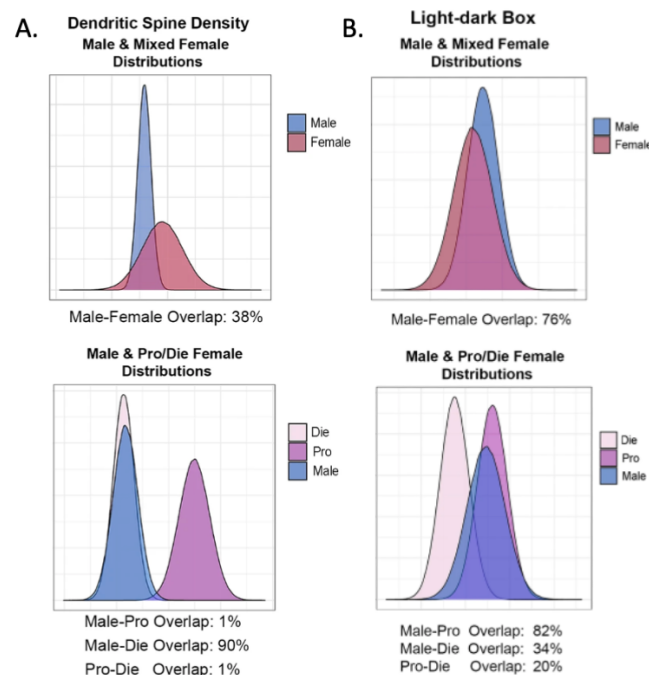 A.
Dendritic Spine Density
Male & Mixed Female
Distributions
Male
Female
Male-Female Overlap: 38%
Male & Pro/Die Female
Distributions
Die
Pro
Male
Male-Pro Overlap: 1%
Male-Die Overlap: 90%
Pro-Die Overlap: 1%
B.
Light-dark Box
Male & Mixed Female
Distributions
Male
Female
Male-Female Overlap: 76%
Male & Pro/Die Female
Distributions
Die
Pro
Male
Male-Pro Overlap: 82%
Male-Die Overlap: 34%
Pro-Die Overlap: 20%